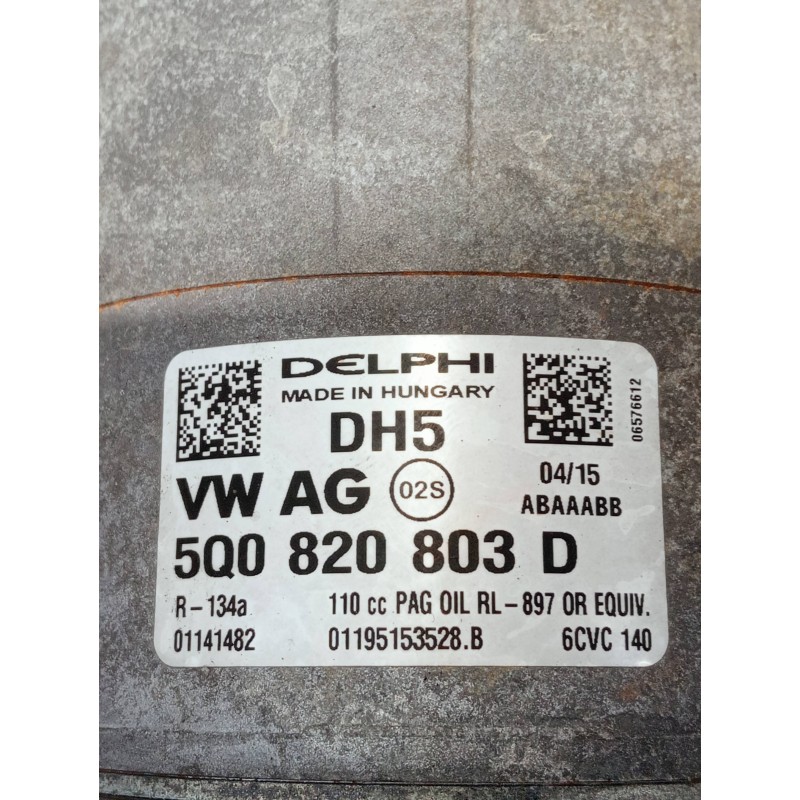 DELPHI
MADE IN HUNGARY
DH5
06576612
VW AG 02S 04/15
ABAAABB
5Q0 820 803 D
R-134a 110 cc PAG OIL RL-897 OR EQUIV.
01141482 01195153528.B 6CVC 140